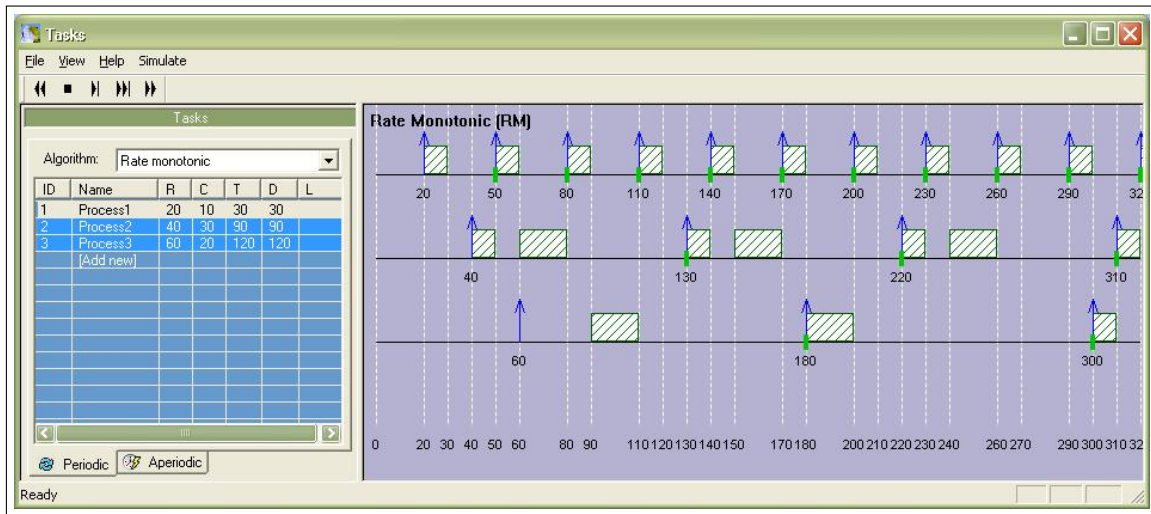 Tasks
File View Help Simulate
Tasks
Algorithm: Rate monotonic
ID Name R C T D L
1 Process1 20 10 30 30
2 Process2 40 30 90 90
3 Process3 60 20 120 120
[Add new]
Periodic Aperiodic
Ready
Rate Monotonic (RM)
20 50 80 110 140 170 200 230 260 290 32
40 130 220 310
60 180 300
0 20 30 40 50 60 80 90 110 120 130 140 150 170 180 200 210 220 230 240 260 270 290 300 310 32